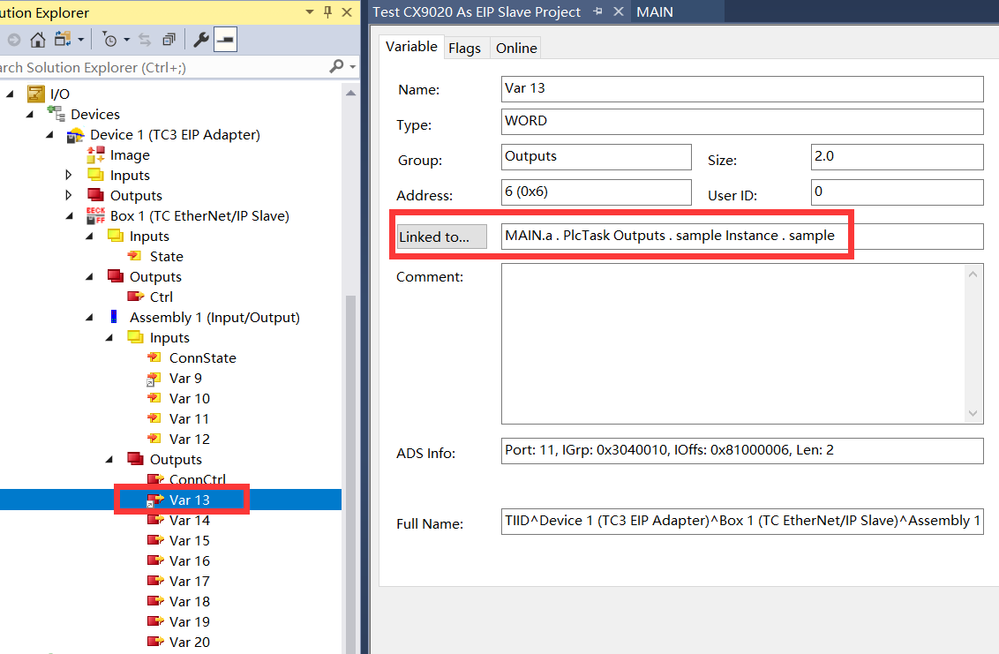 ution Explorer
arch Solution Explorer (Ctrl+;)
I/O
Devices
Device 1 (TC3 EIP Adapter)
Image
Inputs
Outputs
Box 1 (TC EtherNet/IP Slave)
Inputs
State
Outputs
Ctrl
Assembly 1 (Input/Output)
Inputs
ConnState
Var 9
Var 10
Var 11
Var 12
Outputs
ConnCtrl
Var 13
Var 14
Var 15
Var 16
Var 17
Var 18
Var 19
Var 20
Test CX9020 As EIP Slave Project MAIN
Variable Flags Online
Name: Var 13
Type: WORD
Group: Outputs Size: 2.0
Address: 6 (0x6) User ID: 0
Linked to... MAIN.a . PlcTask Outputs . sample Instance . sample
Comment:
ADS Info: Port: 11, IGrp: 0x3040010, IOffs: 0x81000006, Len: 2
Full Name: TIID^Device 1 (TC3 EIP Adapter)^Box 1 (TC EtherNet/IP Slave)^Assembly 1